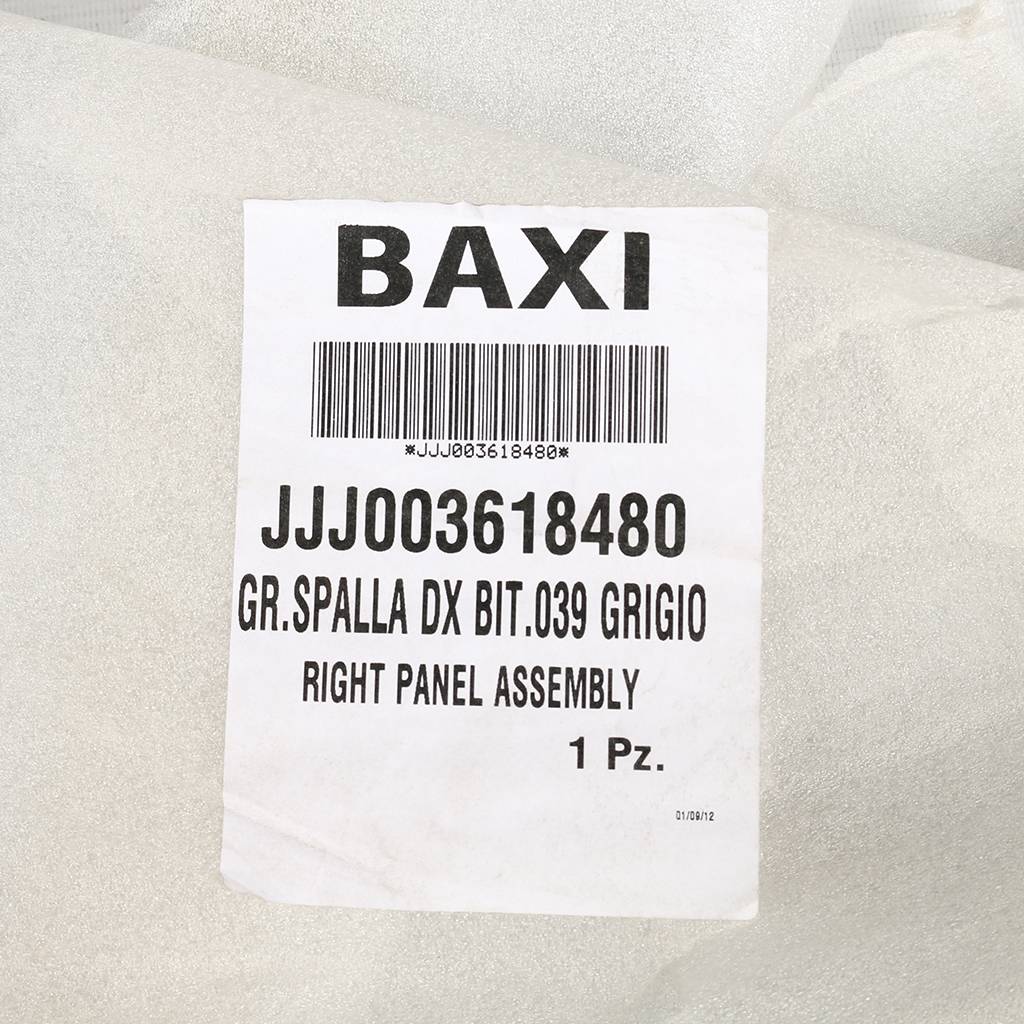 BAXI
*JJJ003618480*
JJJ003618480
GR.SPALLA DX BIT.039 GRIGIO
RIGHT PANEL ASSEMBLY
1 Pz.
01/09/12